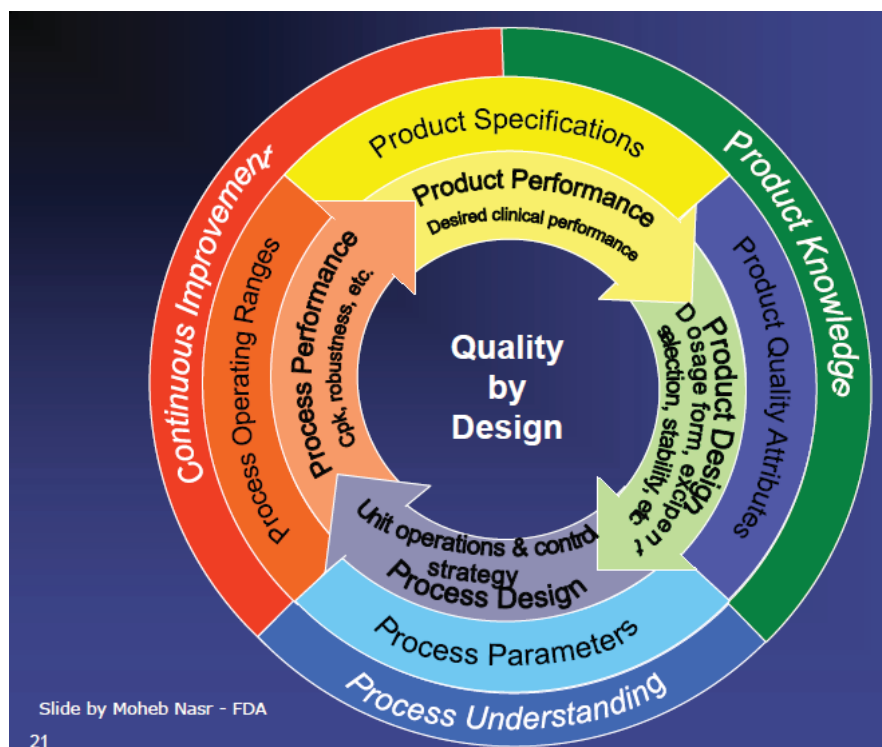 Continuous Improvement
Product Knowledge
Process Understanding
Product Specifications
Product Quality Attributes
Process Parameters
Process Operating Ranges
Product Performance
Desired clinical performance
Product Design
Dosage form, excipent
selection, stability, etc
Unit operations & control
strategy
Process Design
Process Performance
Cpk, robustness, etc.
Quality
by
Design
Slide by Moheb Nasr - FDA
21